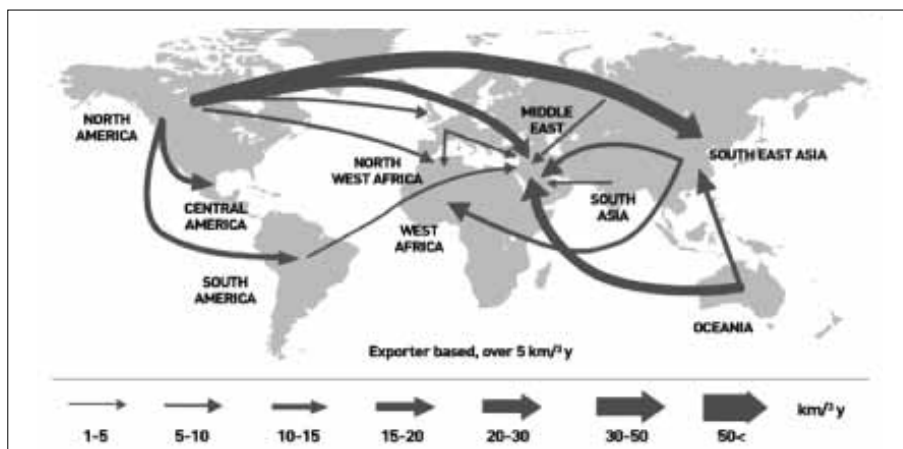 NORTH
AMERICA
CENTRAL
AMERICA
SOUTH
AMERICA
NORTH
WEST AFRICA
WEST
AFRICA
MIDDLE
EAST
SOUTH
ASIA
SOUTH EAST ASIA
OCEANIA
Exporter based, over 5 km/³ y
1-5 5-10 10-15 15-20 20-30 30-50 50< km/³ y